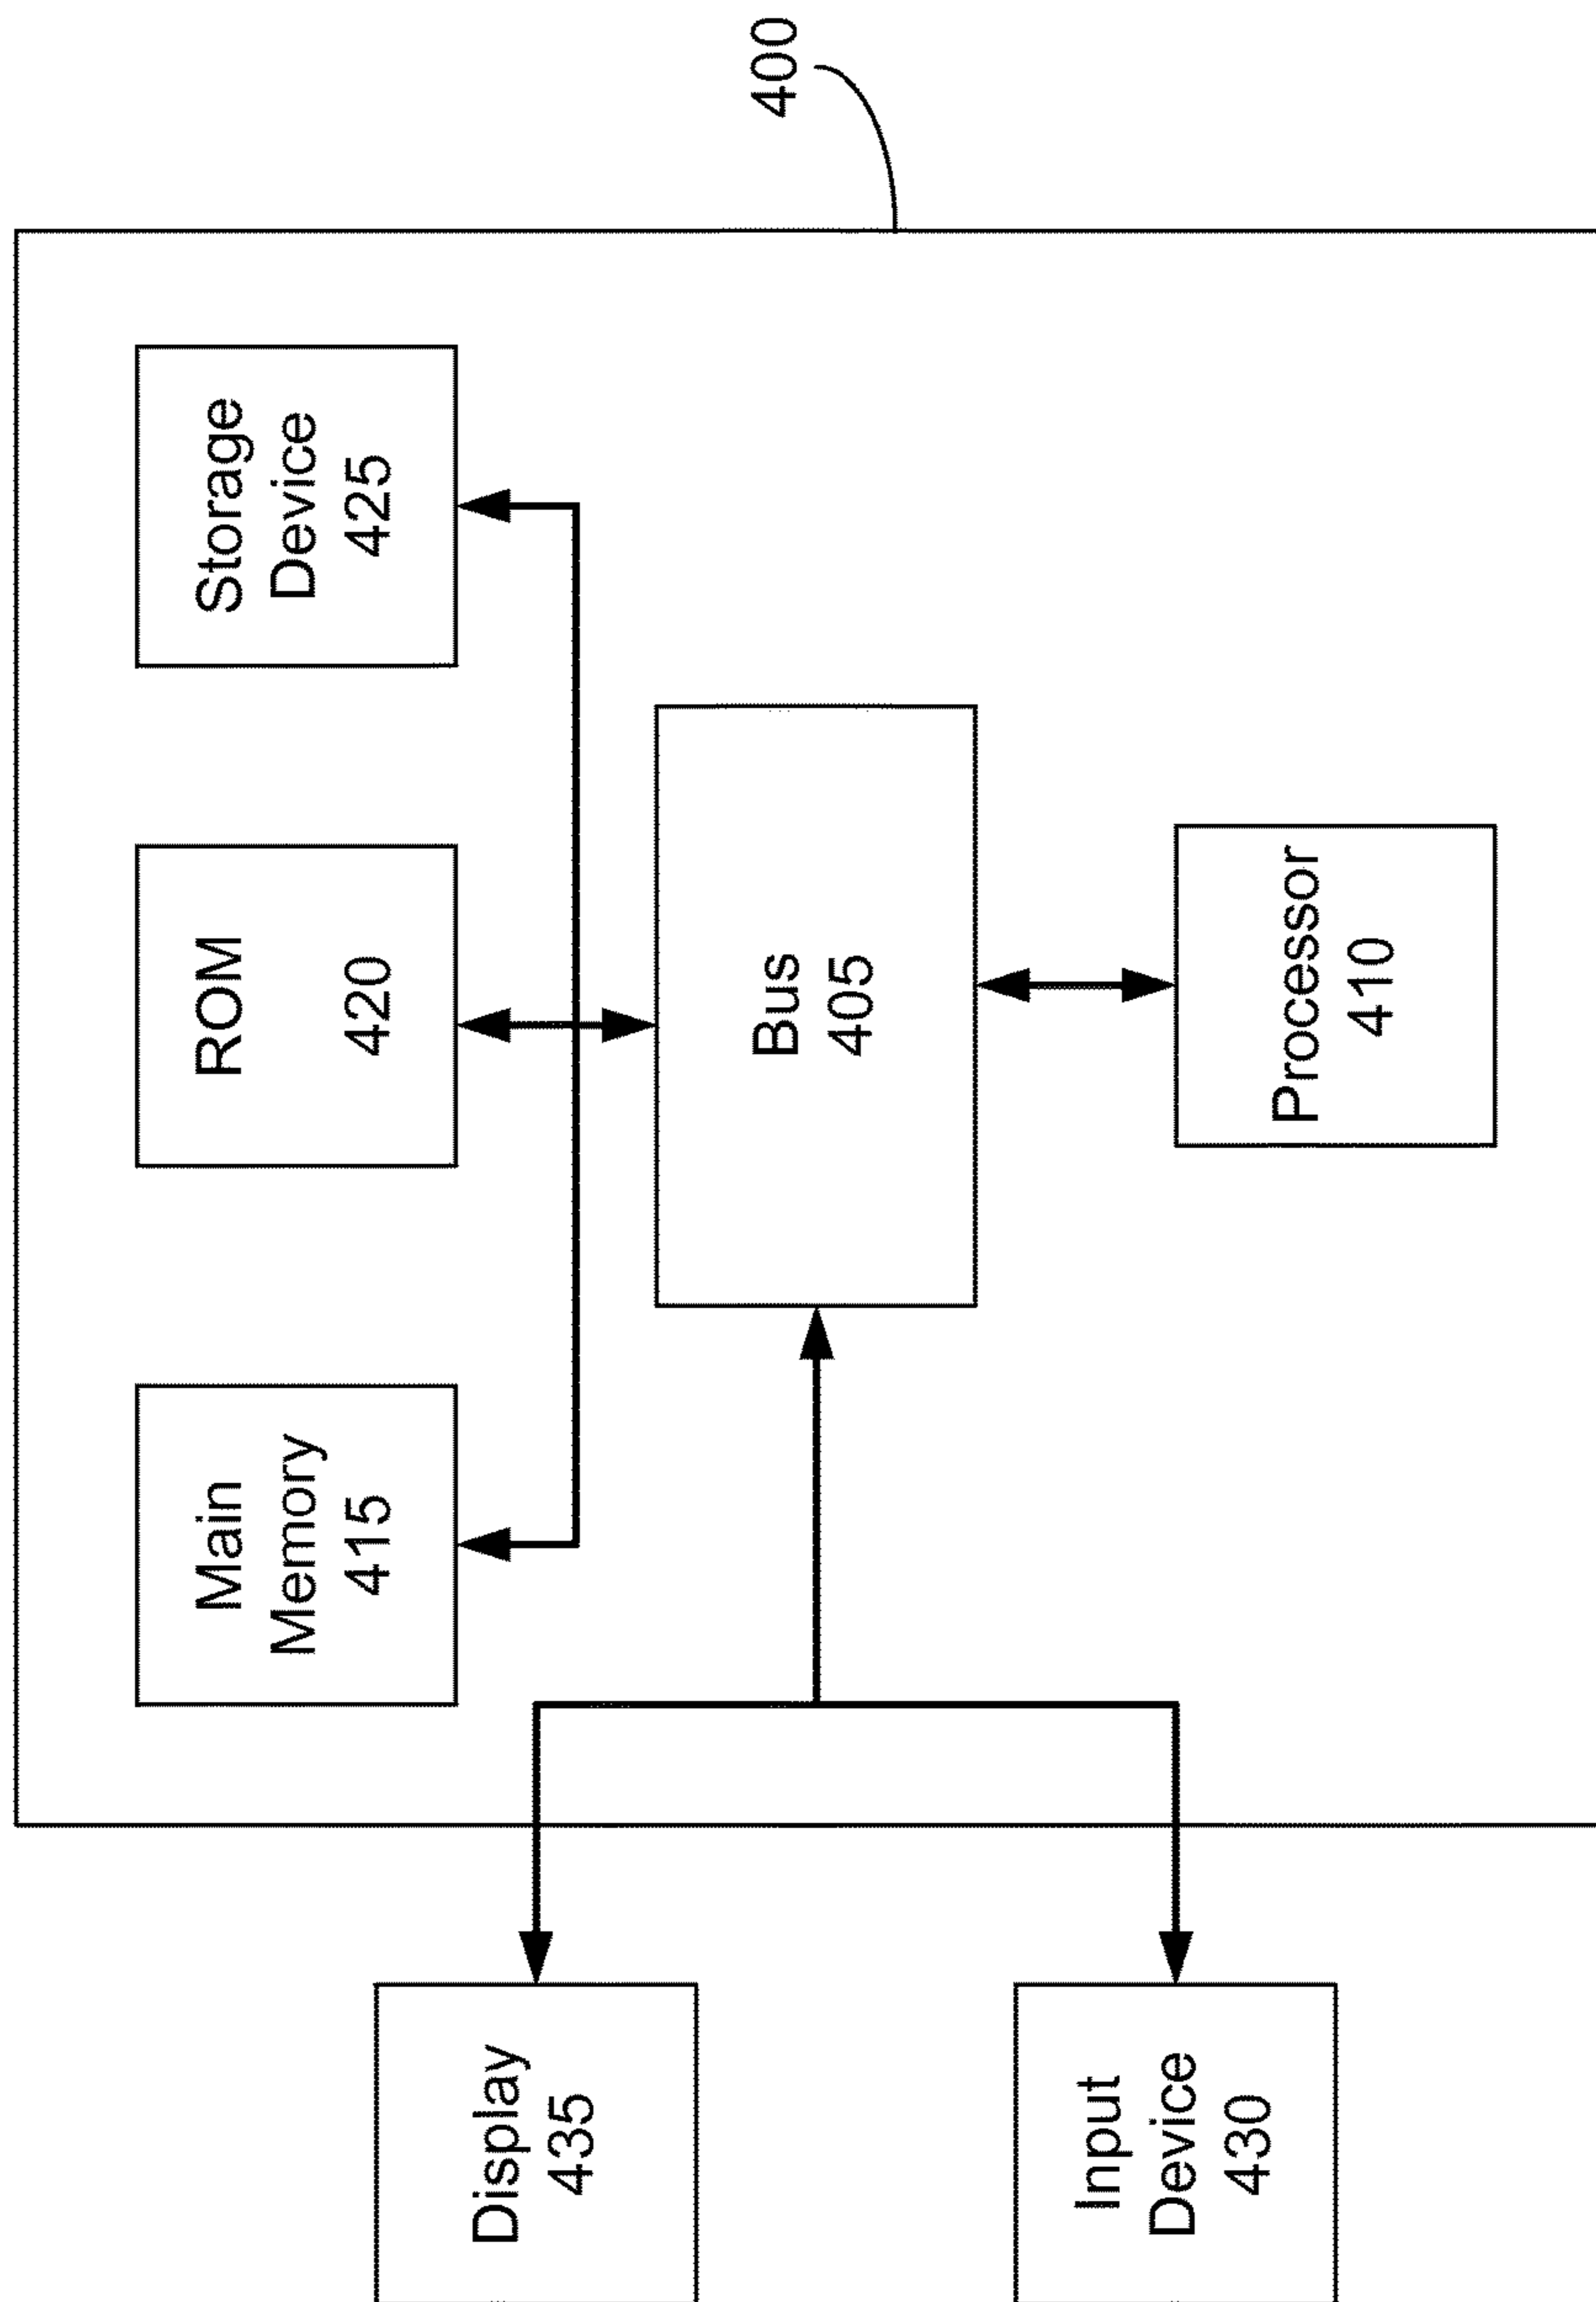 400
Main
Memory
415
ROM
420
Storage
Device
425
Display
435
Bus
405
Input
Device
430
Processor
410